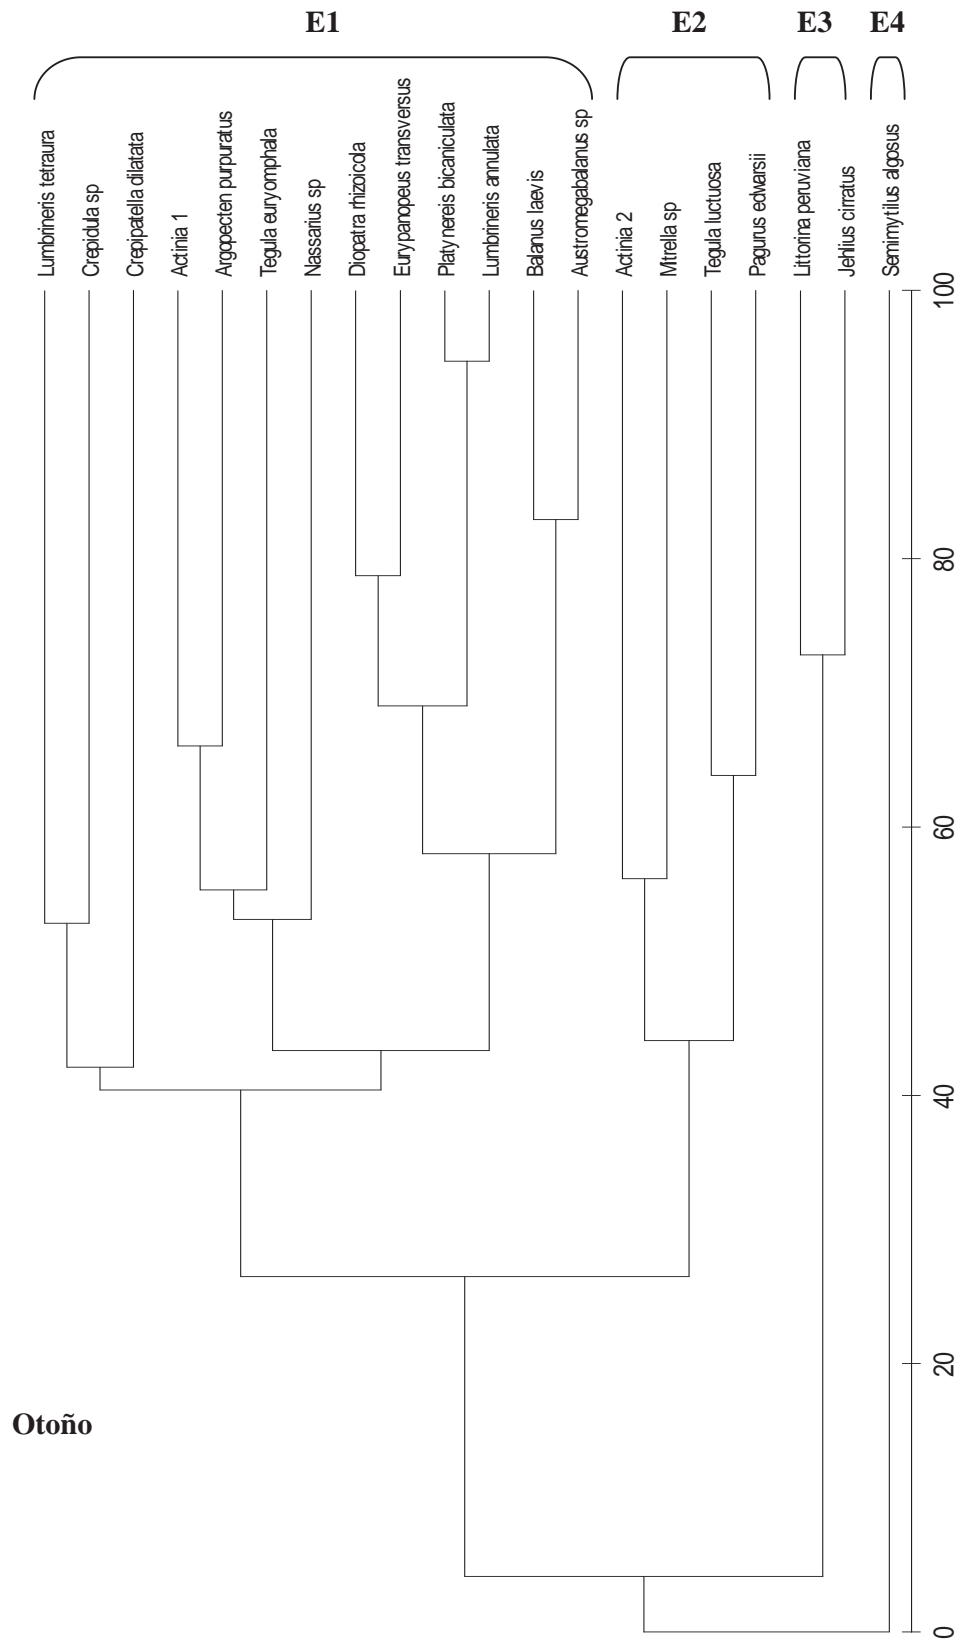 E1 E2 E3 E4
Lumbrineris tetraura
Crepidula sp
Crepipatella dilatata
Actinia 1
Argopecten purpuratus
Tegula euryomphala
Nassarius sp
Diopatra rhizoicola
Eurypanopeus transversus
Platynereis bicaniculata
Lumbrineris annulata
Balanus laevis
Austromegabalanus sp
Actinia 2
Mitrella sp
Tegula luctuosa
Pagurus edwarsii
Littorina peruviana
Jehlius cirratus
Semimytilus algosus
100
80
60
40
20
0
Otoño